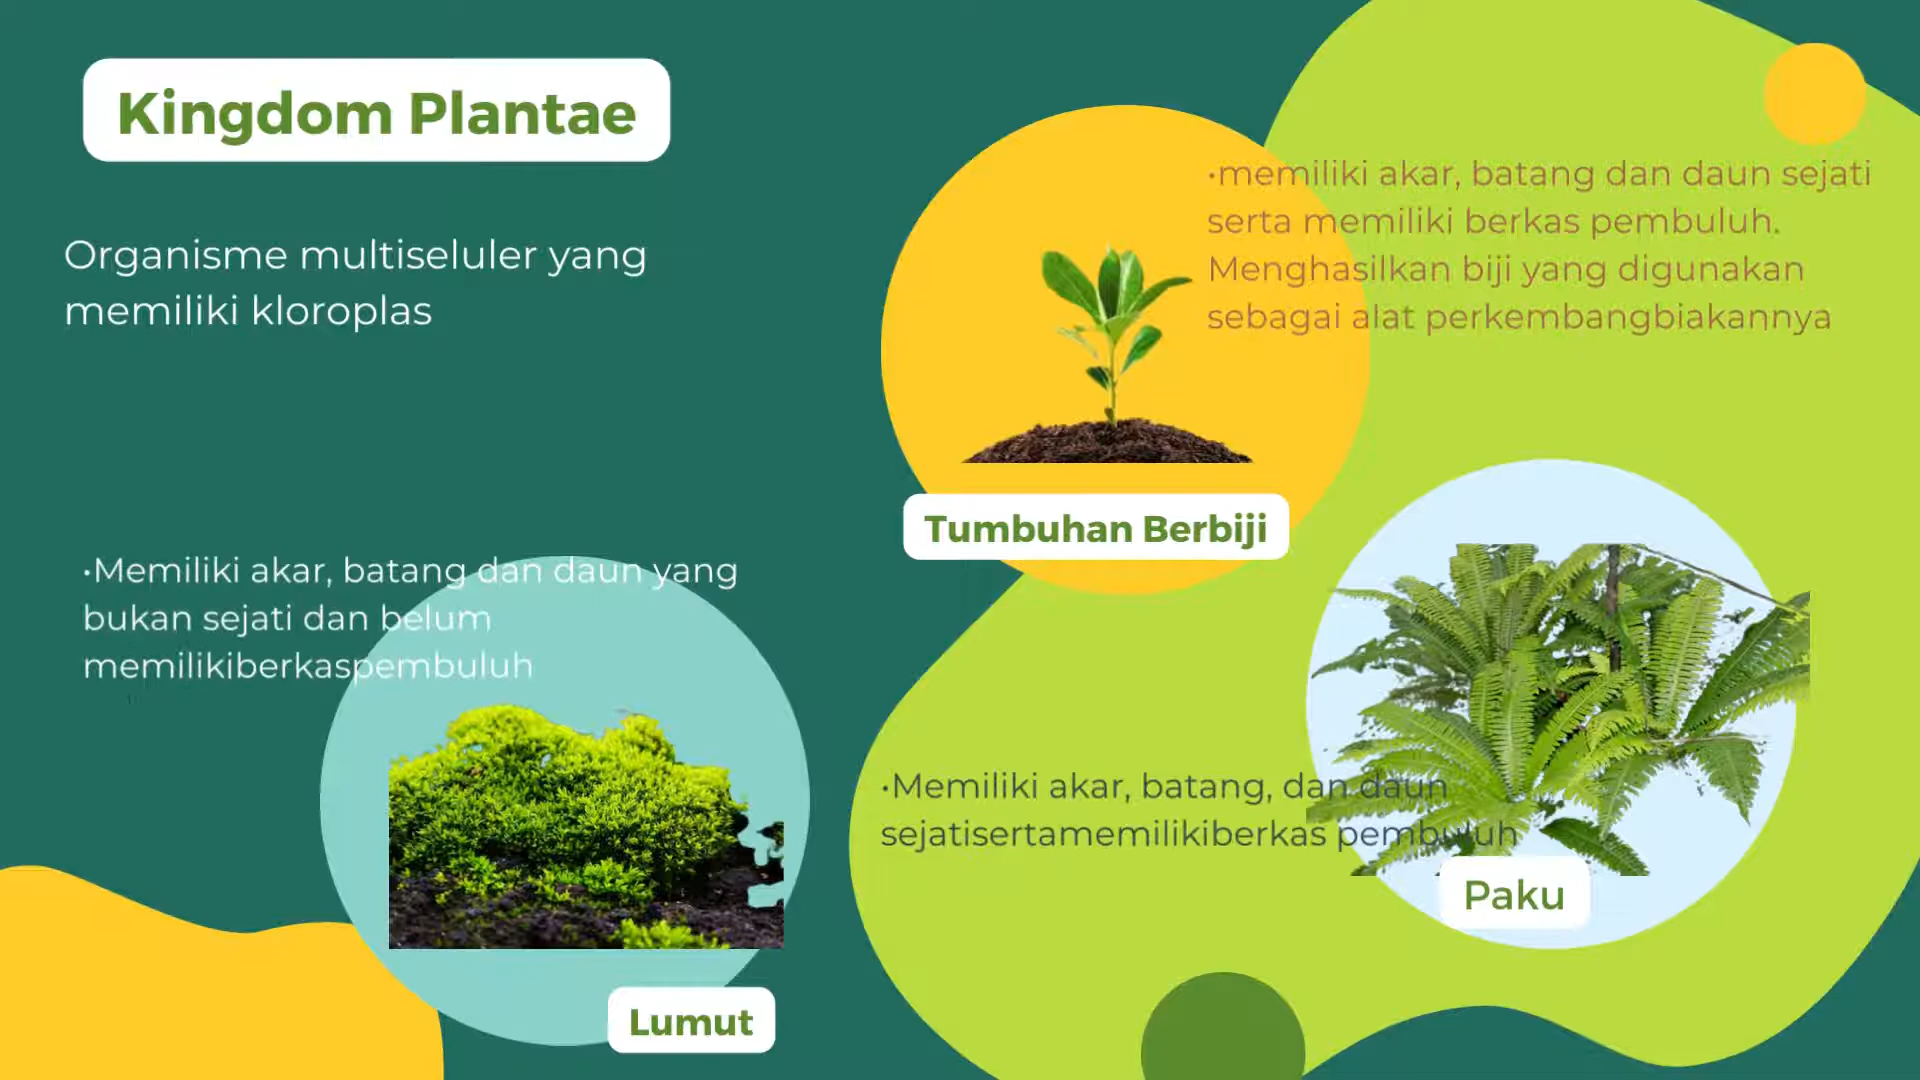 Kingdom Plantae
Organisme multiseluler yang
memiliki kloroplas
•memiliki akar, batang dan daun sejati
serta memiliki berkas pembuluh.
Menghasilkan biji yang digunakan
sebagai alat perkembangbiakannya
Tumbuhan Berbiji
•Memiliki akar, batang dan daun yang
bukan sejati dan belum
memilikiberkaspembuluh
Lumut
•Memiliki akar, batang, dan daun
sejatisertamemilikiberkas pembuluh
Paku